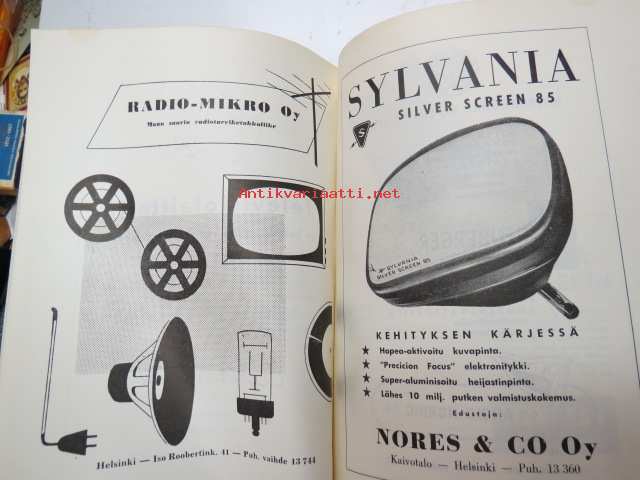 RADIO-MIKRO Oy
Maan suurin radiotarviketukkuliike
Helsinki — Iso Roobertink. 41 — Puh. vaihde 13 744
SYLVANIA
SILVER SCREEN 85
S
SYLVANIA
SILVER SCREEN 85
KEHITYKSEN KÄRJESSÄ
★ Hopea-aktivoitu kuvapinta.
★ "Precicion Focus" elektronitykki.
★ Super-aluminisoitu heijastinpinta.
★ Lähes 10 milj. putken valmistuskokemus.
Edustaja:
NORES & CO Oy
Kaivotalo — Helsinki — Puh. 13 360
Antikvariaatti.net